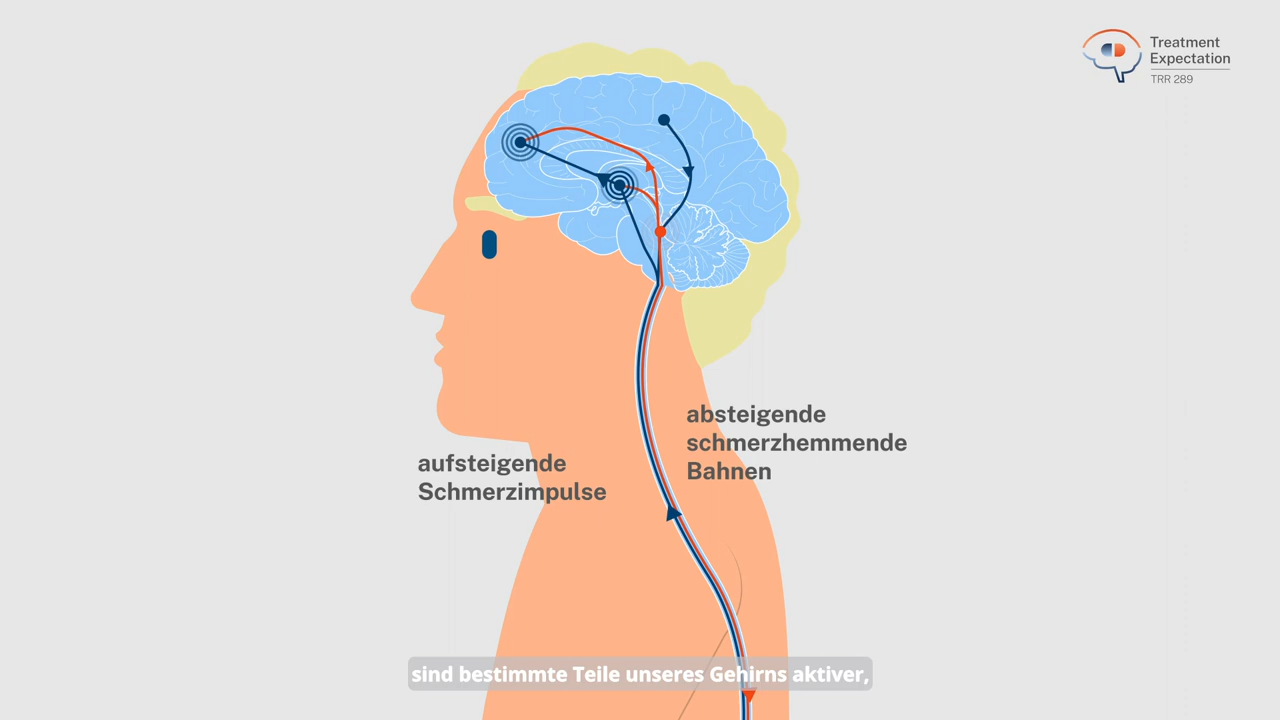 Treatment
Expectation
TRR 289
absteigende
schmerzhemmende
Bahnen
aufsteigende
Schmerzimpulse
sind bestimmte Teile unseres Gehirns aktiver,